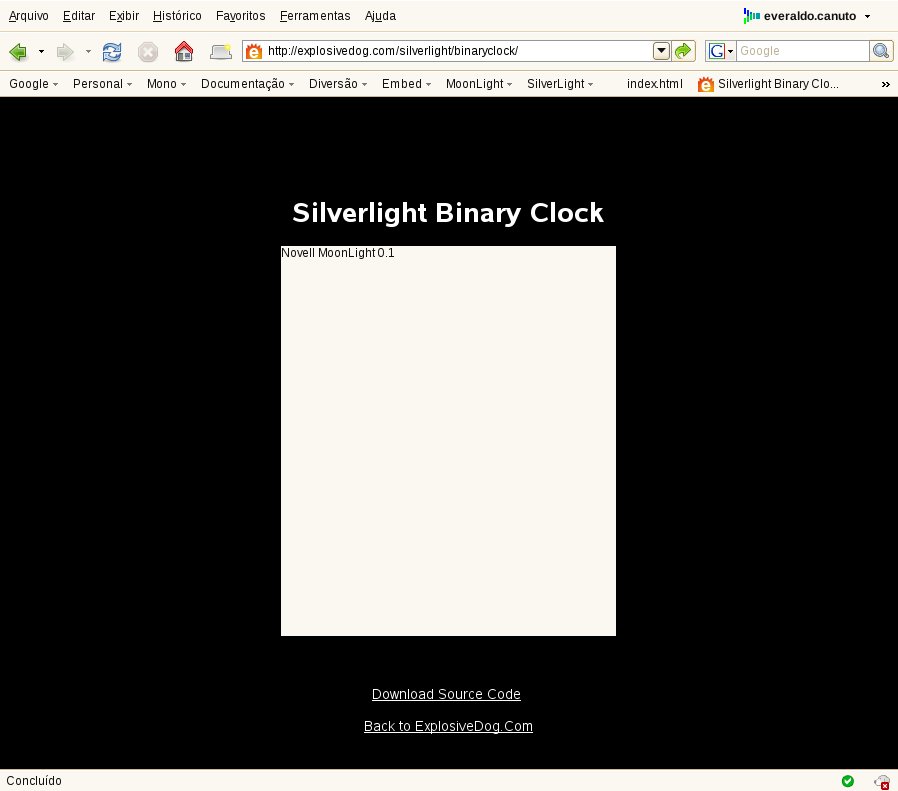 Arquivo Editar Exibir Histórico Favoritos Ferramentas Ajuda everaldo.canuto
http://explosivedog.com/silverlight/binaryclock/ G Google
Google Personal Mono Documentação Diversão Embed MoonLight SilverLight index.html Silverlight Binary Clo... »
Silverlight Binary Clock
Novell MoonLight 0.1
Download Source Code
Back to ExplosiveDog.Com
Concluído